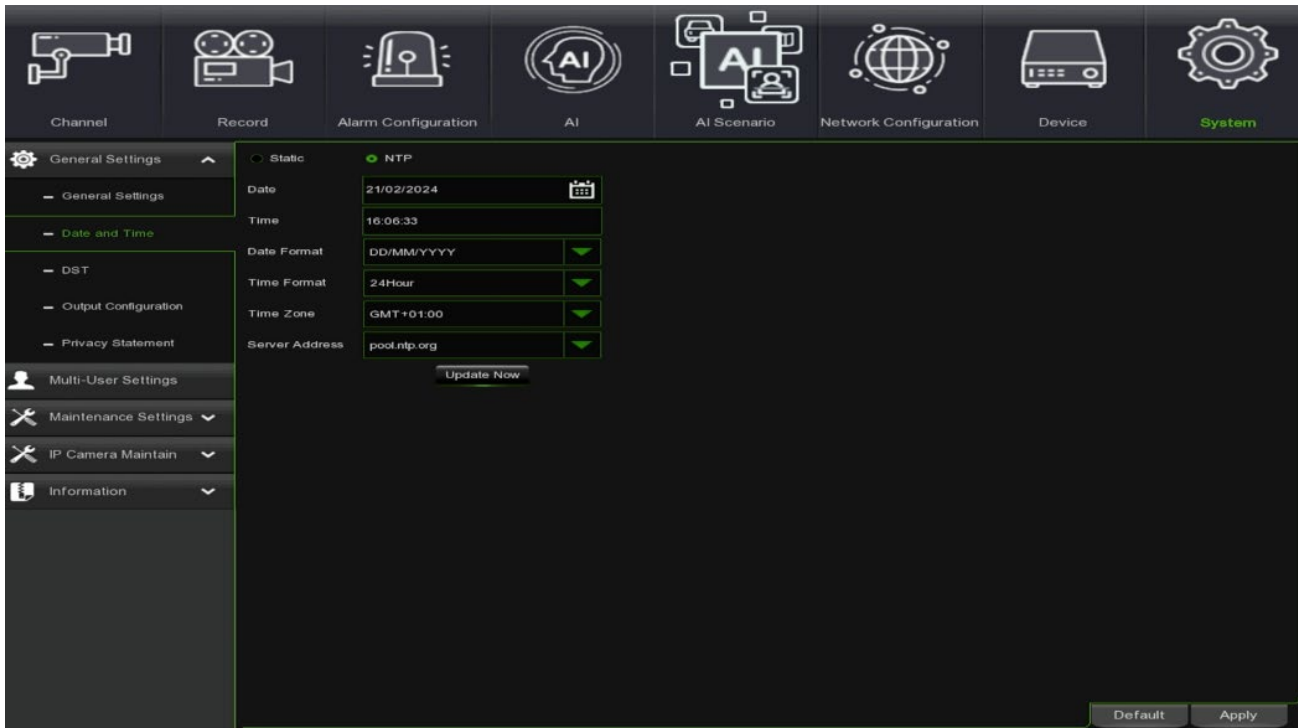 AI
AI
Channel
Record
Alarm Configuration
AI
AI Scenario
Network Configuration
Device
System
General Settings
General Settings
Date and Time
DST
Output Configuration
Privacy Statement
Multi-User Settings
Maintenance Settings
IP Camera Maintain
Information
Static NTP
Date 21/02/2024
Time 16:06:33
Date Format DD/MM/YYYY
Time Format 24Hour
Time Zone GMT+01:00
Server Address pool.ntp.org
Update Now
Default Apply